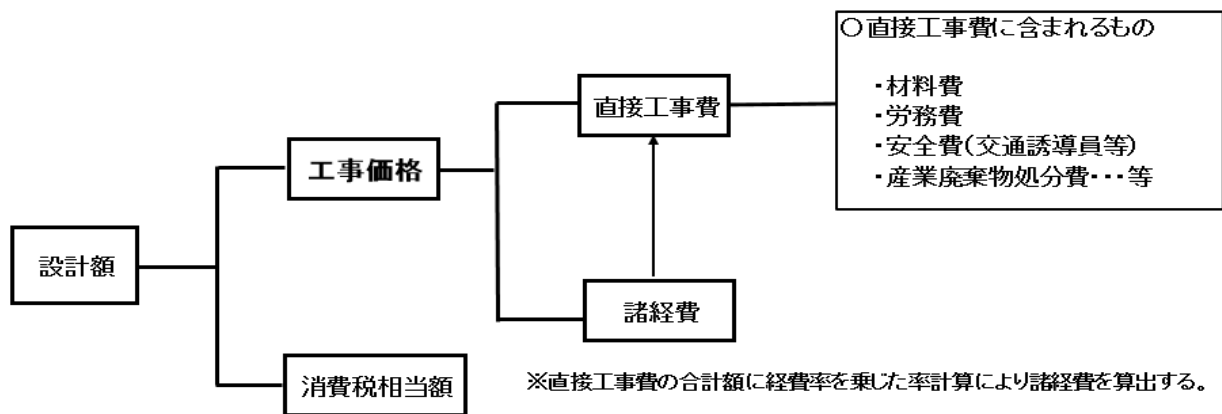 〇直接工事費に含まれるもの
・材料費
・労務費
・安全費(交通誘導員等)
・産業廃棄物処分費・・・等
直接工事費
工事価格
設計額
諸経費
消費税相当額
※直接工事費の合計額に経費率を乗じた率計算により諸経費を算出する。